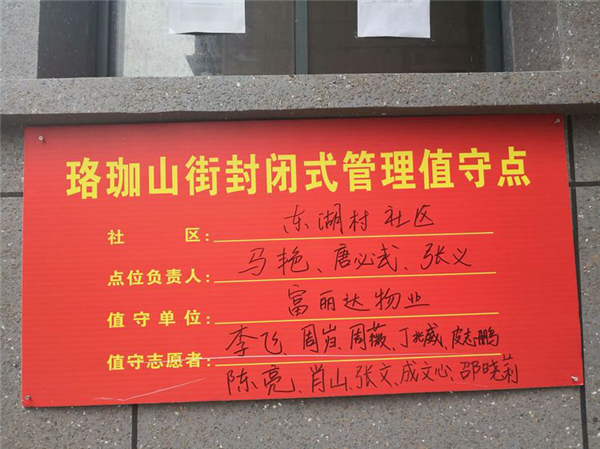 珞珈山街封闭式管理值守点
社 区: 东湖村社区
点位负责人: 马艳、唐必武、张义
值守单位: 富丽达物业
值守志愿者: 李飞、周岿、周薇、丁兆威、皮志鹏
陈亮、肖山、张文、成文心、邵晓莉